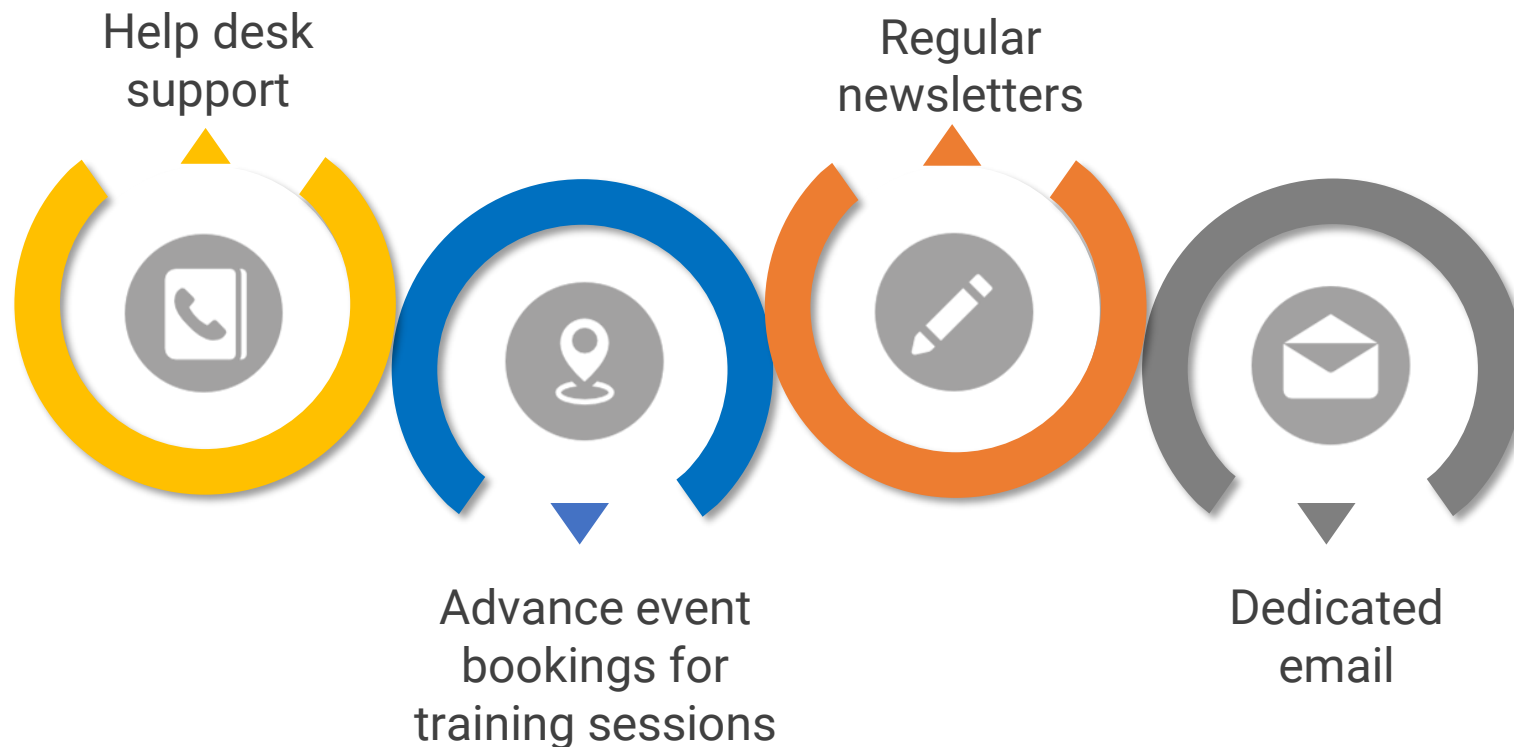 Help desk
support
Advance event
bookings for
training sessions
Regular
newsletters
Dedicated
email